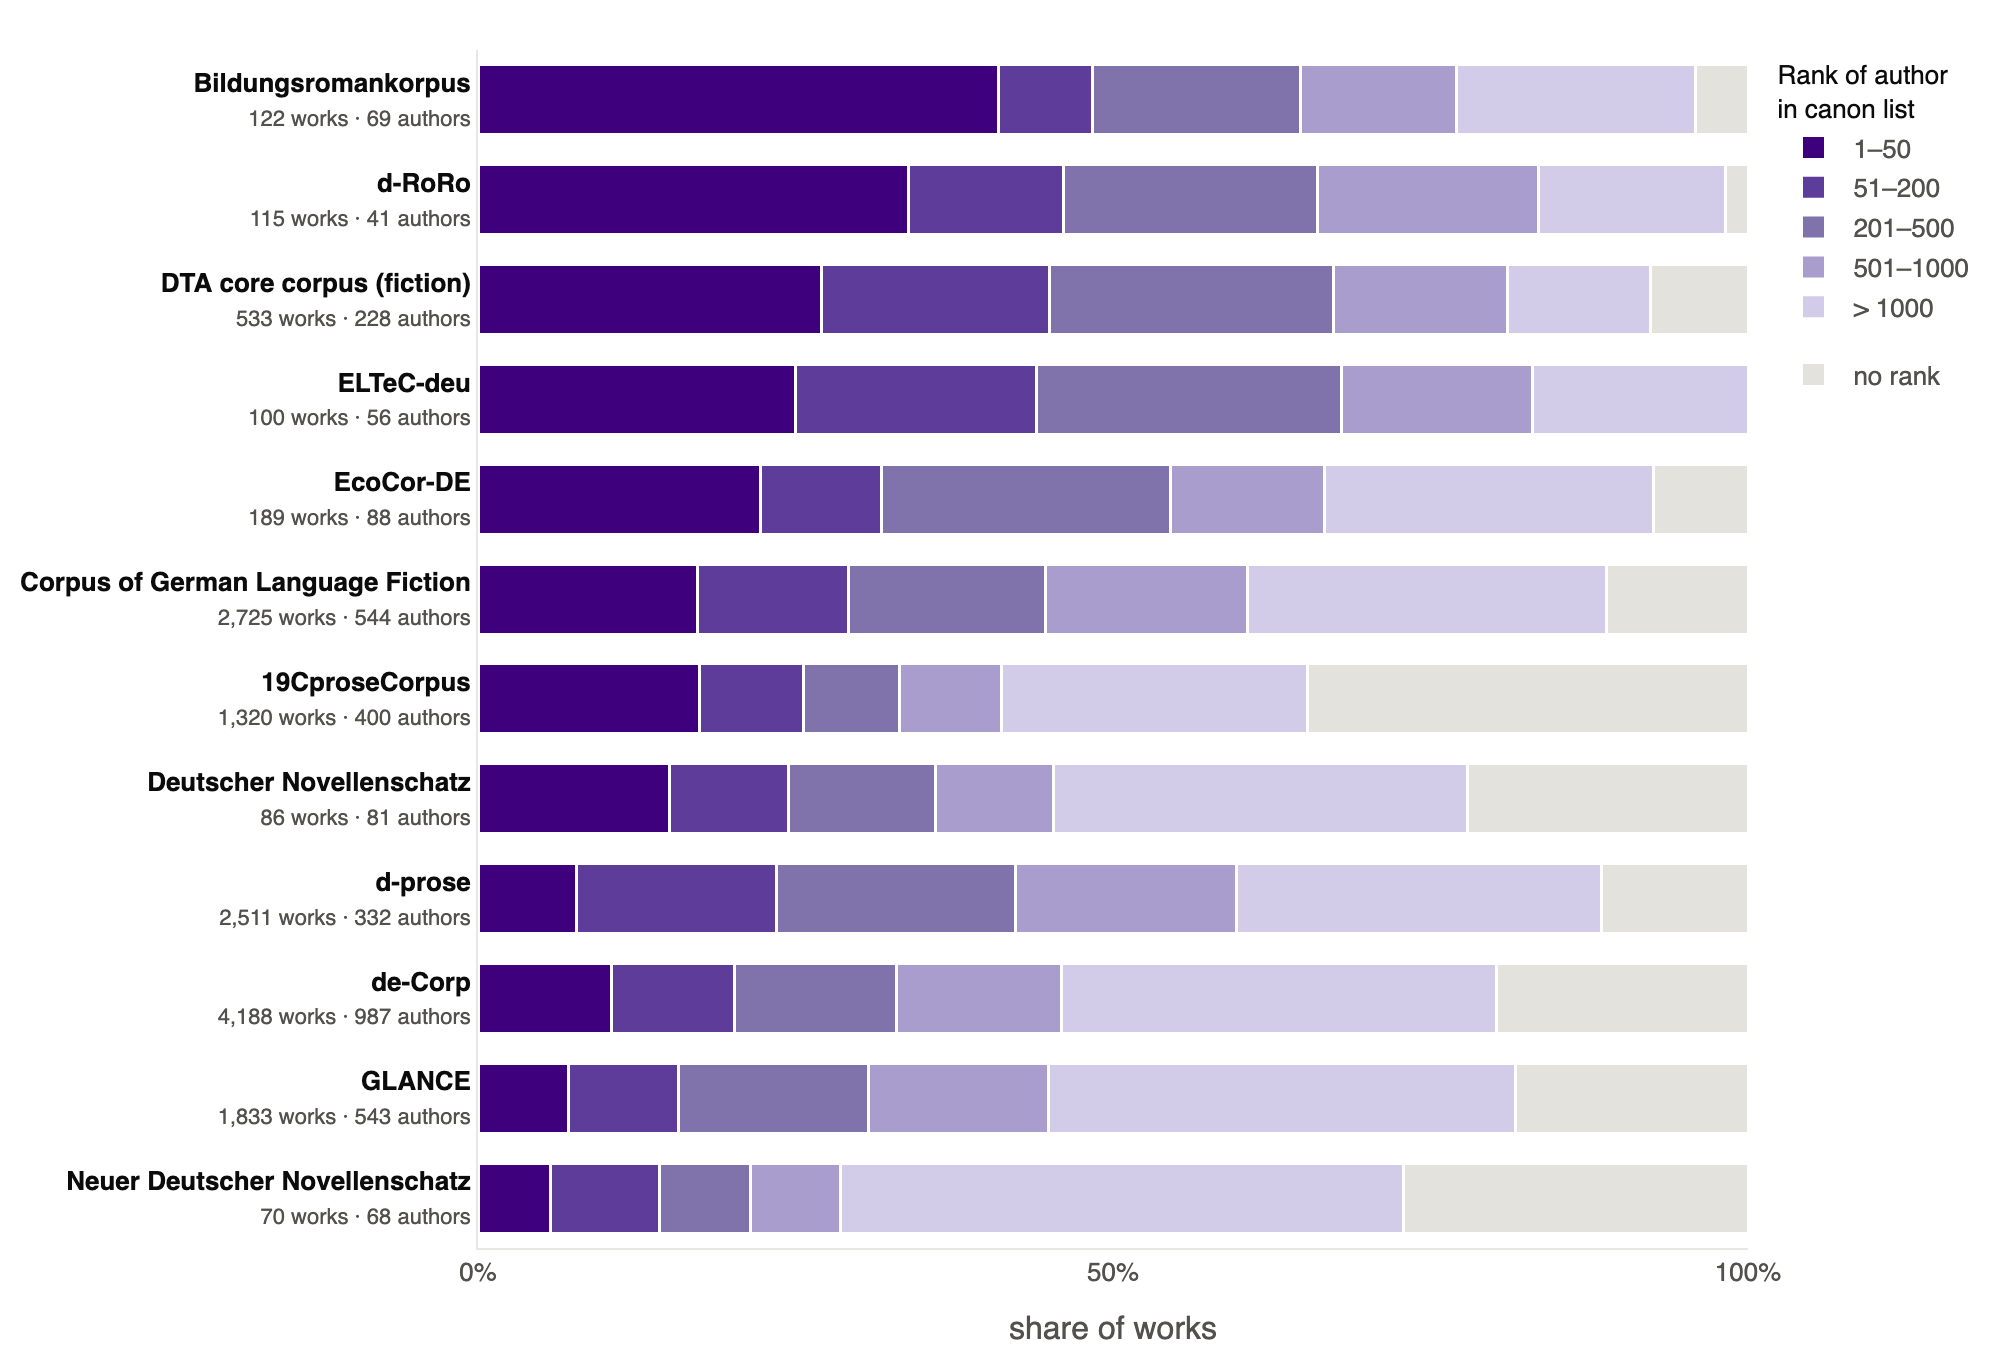 Bildungsromankorpus
122 works · 69 authors
d-RoRo
115 works · 41 authors
DTA core corpus (fiction)
533 works · 228 authors
ELTeC-deu
100 works · 56 authors
EcoCor-DE
189 works · 88 authors
Corpus of German Language Fiction
2,725 works · 544 authors
19CproseCorpus
1,320 works · 400 authors
Deutscher Novellenschatz
86 works · 81 authors
d-prose
2,511 works · 332 authors
de-Corp
4,188 works · 987 authors
GLANCE
1,833 works · 543 authors
Neuer Deutscher Novellenschatz
70 works · 68 authors
0% 50% 100%
share of works
Rank of author
in canon list
1–50
51–200
201–500
501–1000
> 1000
no rank